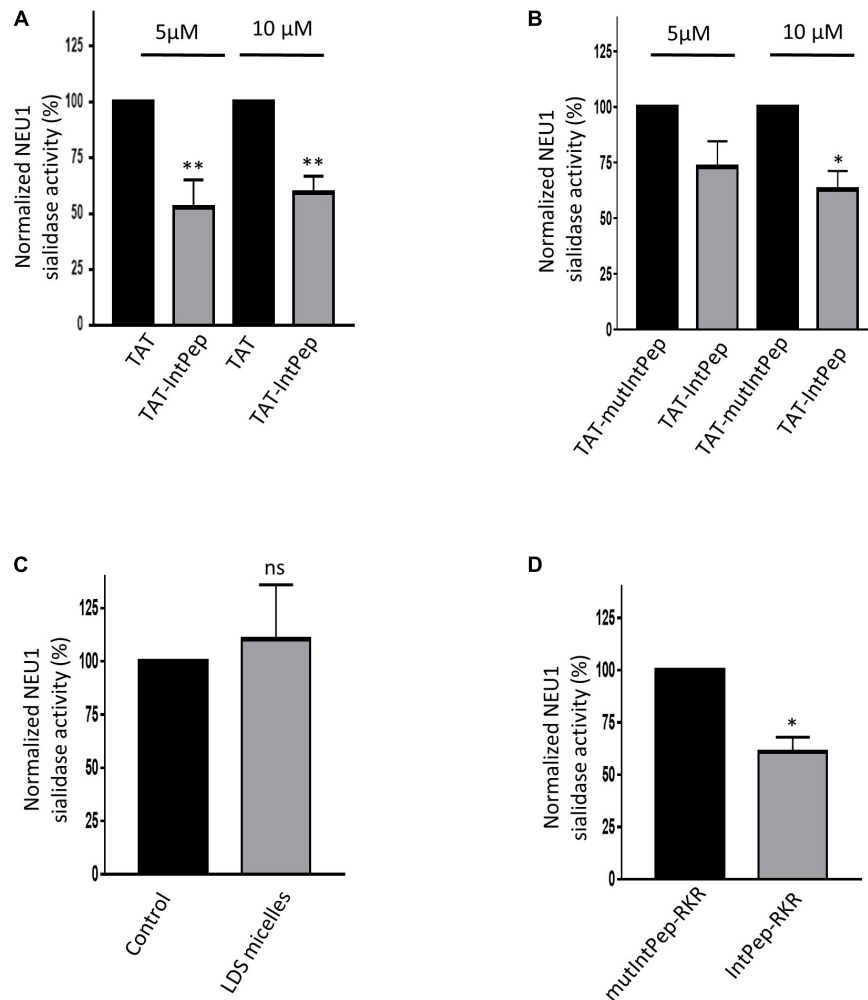 A
5µM
10 µM
Normalized NEU1
sialidase activity (%)
125
100
75
50
25
0
**
**
TAT
TAT-IntPep
TAT
TAT-IntPep
B
5µM
10 µM
Normalized NEU1
sialidase activity (%)
125
100
75
50
25
0
*
TAT-mutIntPep
TAT-IntPep
TAT-mutIntPep
TAT-IntPep
C
ns
Normalized NEU1
sialidase activity (%)
125
100
75
50
25
0
Control
LDS micelles
D
Normalized NEU1
sialidase activity (%)
125
100
75
50
25
0
*
mutIntPep-RKR
IntPep-RKR